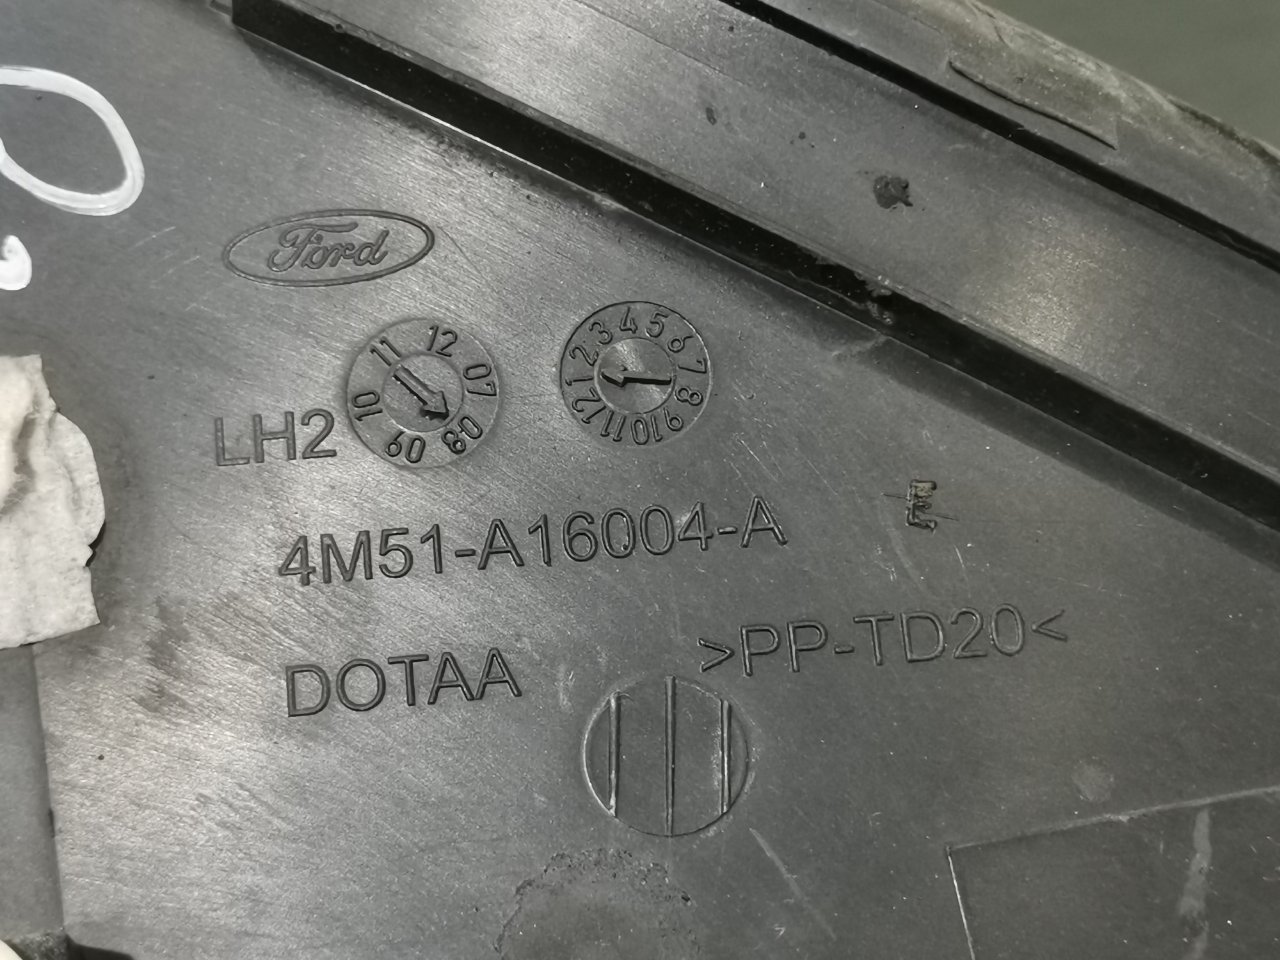 Ford
LH2
10 11 12 07 08 09
1 2 3 4 5 6 7 8 9 10 11 12
4M51-A16004-A
E
DOTAA
>PP-TD20<